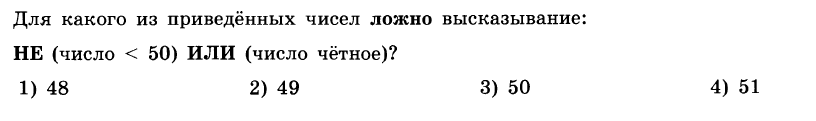 Для какого из приведённых чисел ложно высказывание:
НЕ (число < 50) ИЛИ (число чётное)?
1) 48 2) 49 3) 50 4) 51